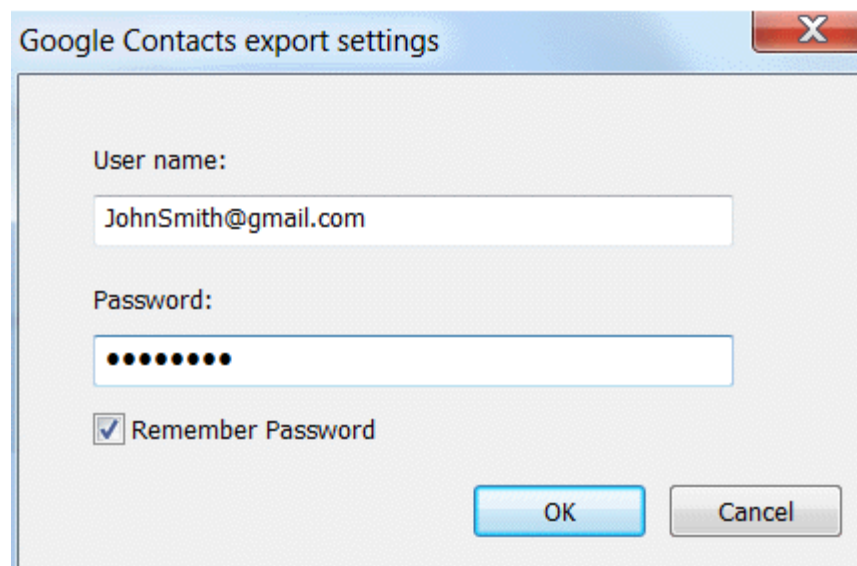 Google Contacts export settings
User name:
JohnSmith@gmail.com
Password:
••••••••
Remember Password
OK
Cancel